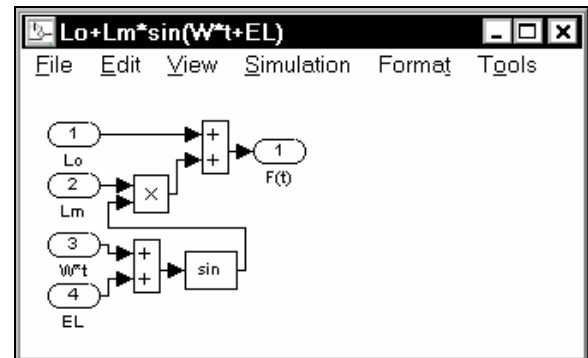 Lo+Lm*sin(W*t+EL)
File Edit View Simulation Format Tools
1
Lo
2
Lm
3
W*t
4
EL
×
+
+
+
+
sin
1
F(t)